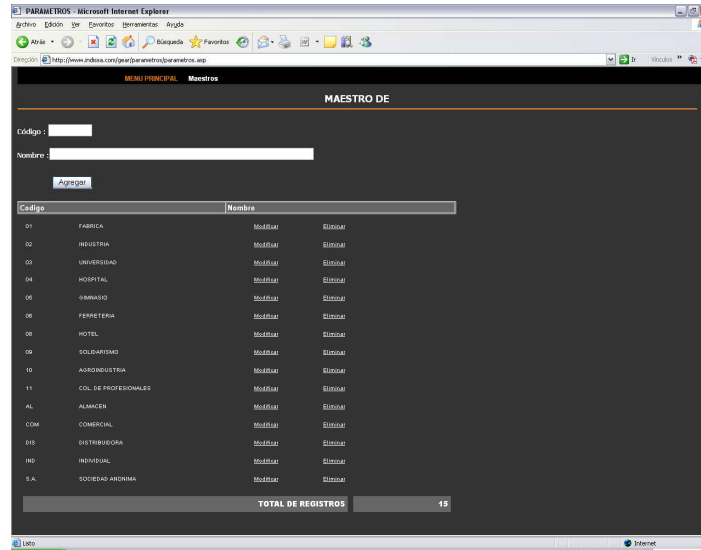 PARAMETROS - Microsoft Internet Explorer
Archivo Edición Ver Favoritos Herramientas Ayuda
Atrás Búsqueda Favoritos
Dirección http://www.indissa.com/gear/parametros/parametros.asp Ir Vínculos »
MENU PRINCIPAL Maestros
MAESTRO DE
Código :
Nombre :
Agregar
Codigo Nombre
01 FABRICA Modificar Eliminar
02 INDUSTRIA Modificar Eliminar
03 UNIVERSIDAD Modificar Eliminar
04 HOSPITAL Modificar Eliminar
05 GIMNASIO Modificar Eliminar
06 FERRETERIA Modificar Eliminar
08 HOTEL Modificar Eliminar
09 SOLIDARISMO Modificar Eliminar
10 AGROINDUSTRIA Modificar Eliminar
11 COL. DE PROFESIONALES Modificar Eliminar
AL ALMACEN Modificar Eliminar
COM COMERCIAL Modificar Eliminar
DIS DISTRIBUIDORA Modificar Eliminar
IND INDIVIDUAL Modificar Eliminar
S.A. SOCIEDAD ANONIMA Modificar Eliminar
TOTAL DE REGISTROS 15
Listo Internet